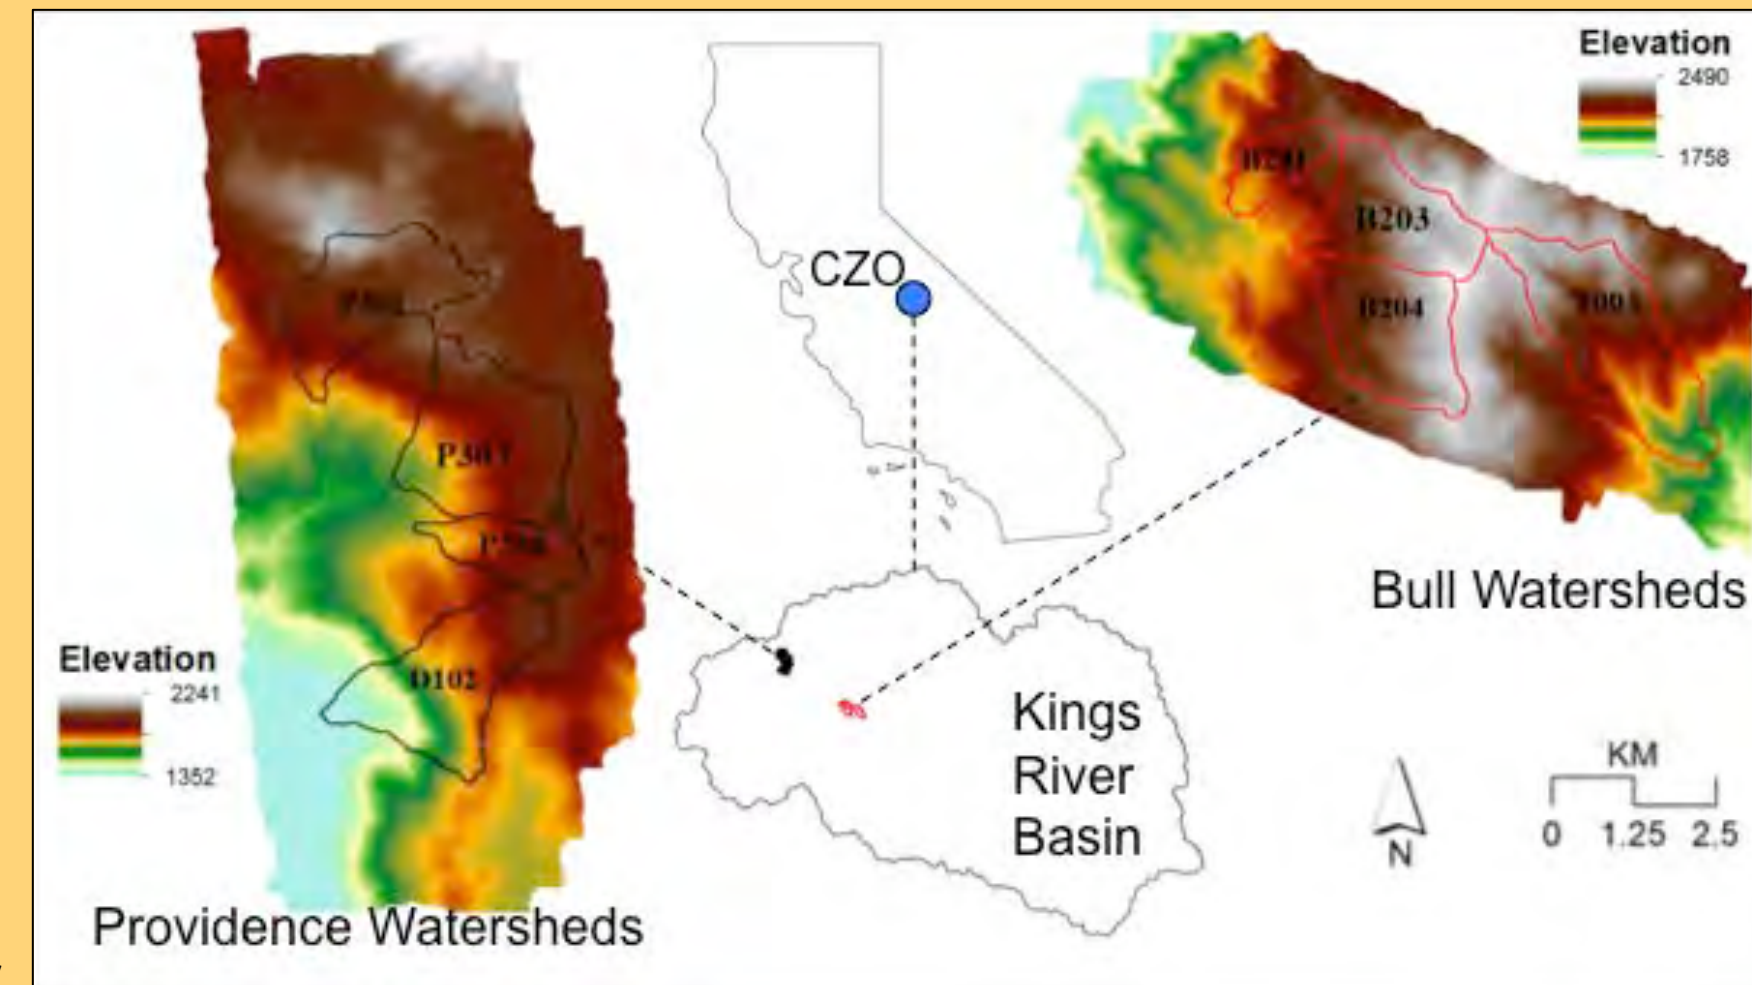 Elevation
2490
1758
B203
B204
CZO
P303
D102
Bull Watersheds
Elevation
2241
1352
Kings
River
Basin
KM
0 1.25 2.5
N
Providence Watersheds